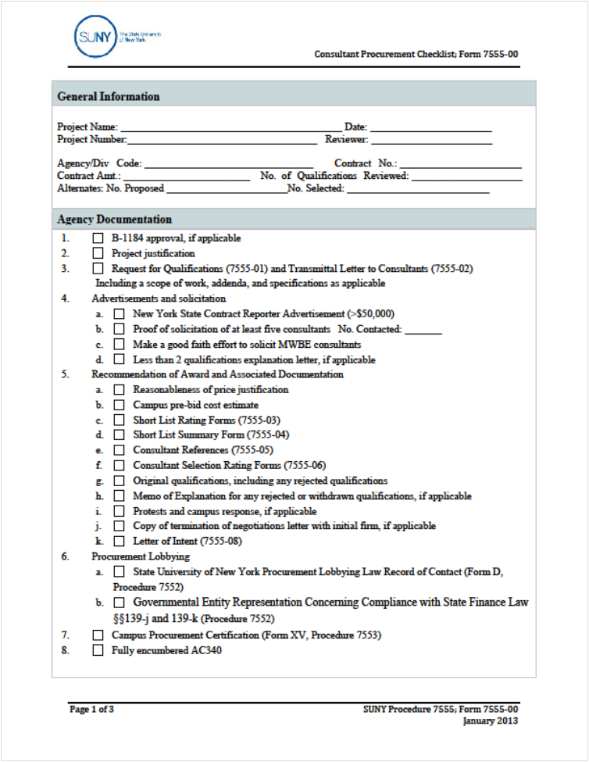 SUNY The State University
of New York
Consultant Procurement Checklist; Form 7555-00
General Information
Project Name: Date:
Project Number: Reviewer:
Agency/Div Code: Contract No.:
Contract Amt.: No. of Qualifications Reviewed:
Alternates: No. Proposed No. Selected:
Agency Documentation
1. B-1184 approval, if applicable
2. Project justification
3. Request for Qualifications (7555-01) and Transmittal Letter to Consultants (7555-02)
Including a scope of work, addenda, and specifications as applicable
4. Advertisements and solicitation
a. New York State Contract Reporter Advertisement (>$50,000)
b. Proof of solicitation of at least five consultants No. Contacted:
c. Make a good faith effort to solicit MWBE consultants
d. Less than 2 qualifications explanation letter, if applicable
5. Recommendation of Award and Associated Documentation
a. Reasonableness of price justification
b. Campus pre-bid cost estimate
c. Short List Rating Forms (7555-03)
d. Short List Summary Form (7555-04)
e. Consultant References (7555-05)
f. Consultant Selection Rating Forms (7555-06)
g. Original qualifications, including any rejected qualifications
h. Memo of Explanation for any rejected or withdrawn qualifications, if applicable
i. Protests and campus response, if applicable
j. Copy of termination of negotiations letter with initial firm, if applicable
k. Letter of Intent (7555-08)
6. Procurement Lobbying
a. State University of New York Procurement Lobbying Law Record of Contact (Form D,
Procedure 7552)
b. Governmental Entity Representation Concerning Compliance with State Finance Law
§§139-j and 139-k (Procedure 7552)
7. Campus Procurement Certification (Form XV, Procedure 7553)
8. Fully encumbered AC340
Page 1 of 3 SUNY Procedure 7555; Form 7555-00
January 2013